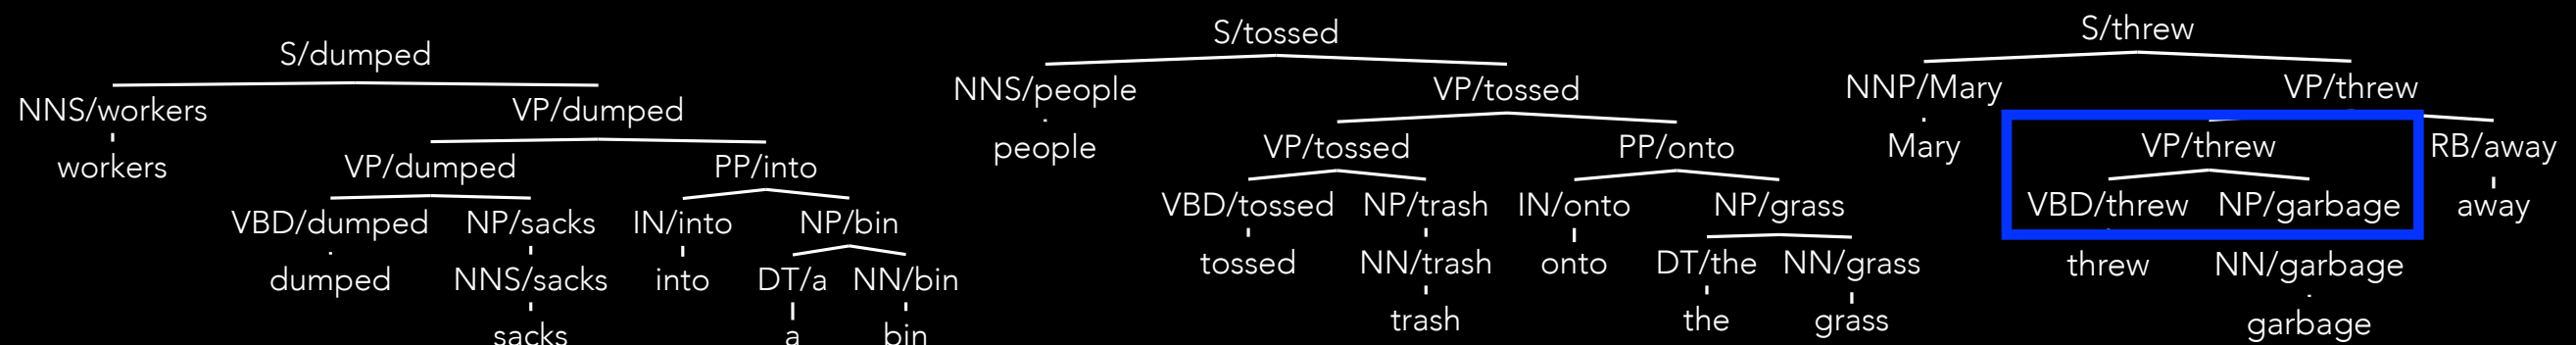 S/dumped
NNS/workers VP/dumped
workers VP/dumped PP/into
VBD/dumped NP/sacks IN/into NP/bin
dumped NNS/sacks into DT/a NN/bin
sacks a bin
S/tossed
NNS/people VP/tossed
people VP/tossed PP/onto
VBD/tossed NP/trash IN/onto NP/grass
tossed NN/trash onto DT/the NN/grass
trash the grass
S/threw
NNP/Mary VP/threw
Mary VP/threw RB/away
VBD/threw NP/garbage away
threw NN/garbage
garbage